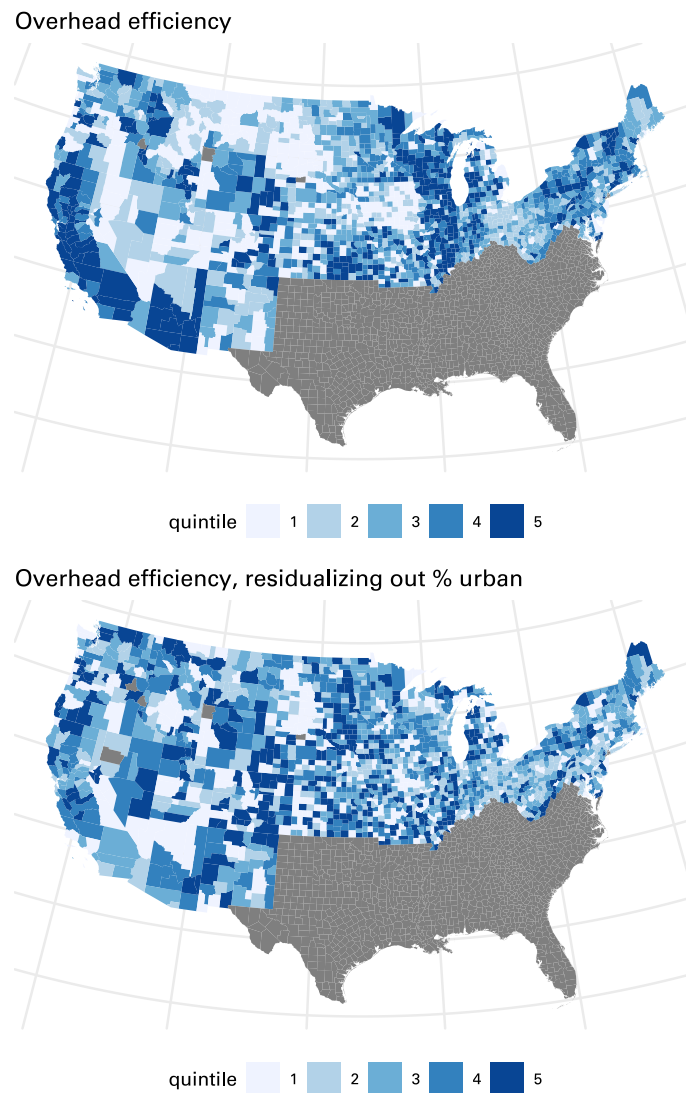 Overhead efficiency
quintile 1 2 3 4 5
Overhead efficiency, residualizing out % urban
quintile 1 2 3 4 5